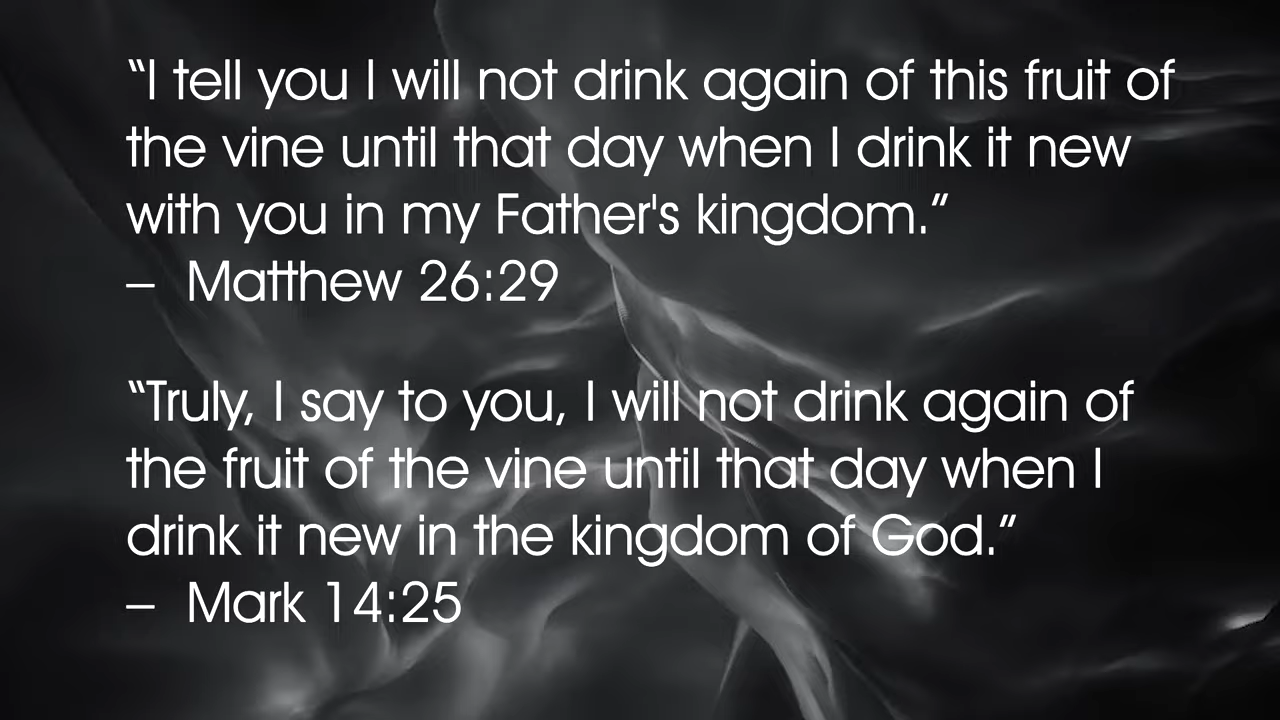 “I tell you I will not drink again of this fruit of
the vine until that day when I drink it new
with you in my Father's kingdom.”
– Matthew 26:29
“Truly, I say to you, I will not drink again of
the fruit of the vine until that day when I
drink it new in the kingdom of God.”
– Mark 14:25